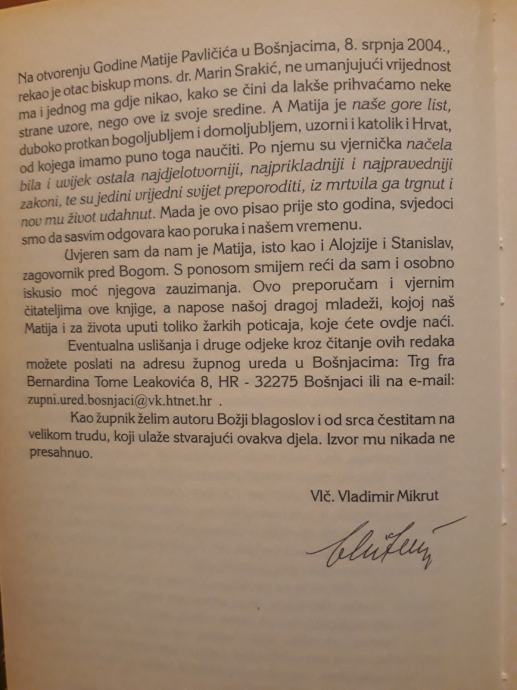 Na otvorenju Godine Matije Pavličića u Bošnjacima, 8. srpnja 2004.,
rekao je otac biskup mons. dr. Marin Srakić, ne umanjujući vrijednost
ma i jednog ma gdje nikao, kako se čini da lakše prihvaćamo neke
strane uzore, nego ove iz svoje sredine. A Matija je naše gore list,
duboko protkan bogoljubljem i domoljubljem, uzorni i katolik i Hrvat,
od kojega imamo puno toga naučiti. Po njemu su vjernička načela
bila i uvijek ostala najdjelotvorniji, najprikladniji i najpravedniji
zakoni, te su jedini vrijedni svijet preporoditi, iz mrtvila ga trgnut i
nov mu život udahnut. Mada je ovo pisao prije sto godina, svjedoci
smo da sasvim odgovara kao poruka i našem vremenu.
Uvjeren sam da nam je Matija, isto kao i Alojzije i Stanislav,
zagovornik pred Bogom. S ponosom smijem reći da sam i osobno
iskusio moć njegova zauzimanja. Ovo preporučam i vjernim
čitateljima ove knjige, a napose našoj dragoj mladeži, kojoj naš
Matija i za života uputi toliko žarkih poticaja, koje ćete ovdje naći.
Eventualna uslišanja i druge odjeke kroz čitanje ovih redaka
možete poslati na adresu župnog ureda u Bošnjacima: Trg fra
Bernardina Tome Leakovića 8, HR - 32275 Bošnjaci ili na e-mail:
zupni.ured.bosnjaci@vk.htnet.hr .
Kao župnik želim autoru Božji blagoslov i od srca čestitam na
velikom trudu, koji ulaže stvarajući ovakva djela. Izvor mu nikada ne
presahnuo.
Vlč. Vladimir Mikrut